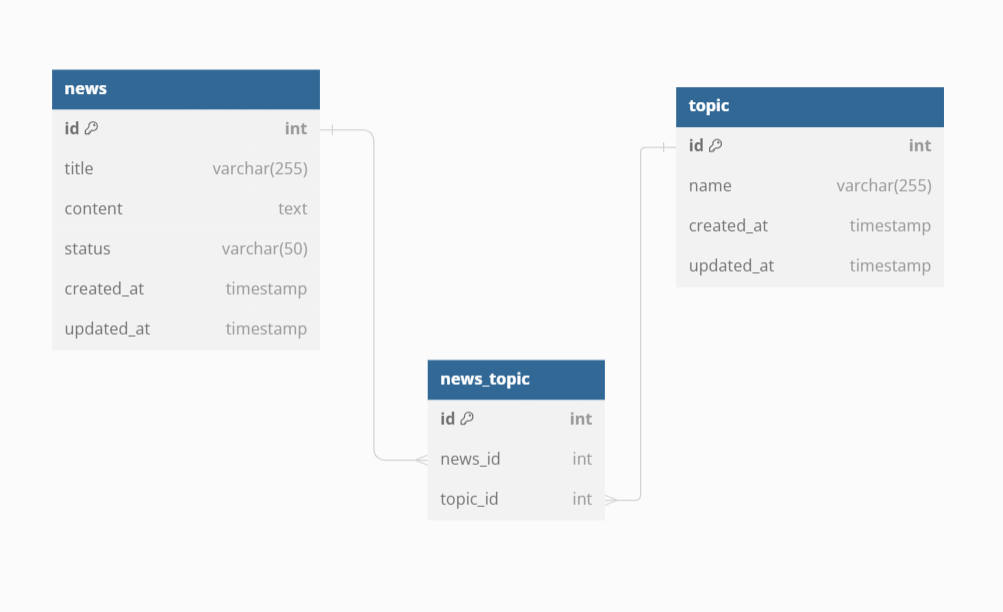 news
id int
title varchar(255)
content text
status varchar(50)
created_at timestamp
updated_at timestamp
topic
id int
name varchar(255)
created_at timestamp
updated_at timestamp
news_topic
id int
news_id int
topic_id int